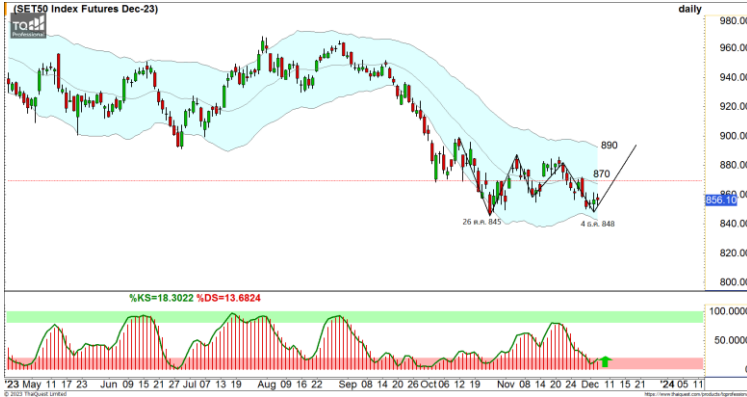 (SET50 Index Futures Dec-23)
daily
TQ
Professional
980.00
960.00
940.00
920.00
900.00
880.00
860.00
856.10
840.00
820.00
800.00
890
870
26 ต.ค. 845
4 ธ.ค. 848
%KS=18.3022 %DS=13.6824
100.0000
50.0000
0
'23 May 11 17 23 Jun 09 15 21 27 Jul 07 13 19 Aug 09 16 22 Sep 08 14 20 26 Oct 06 12 19 26 Nov 08 14 20 24 Dec 11 15 21 '24 05 11
© 2023 ThaiQuest Limited